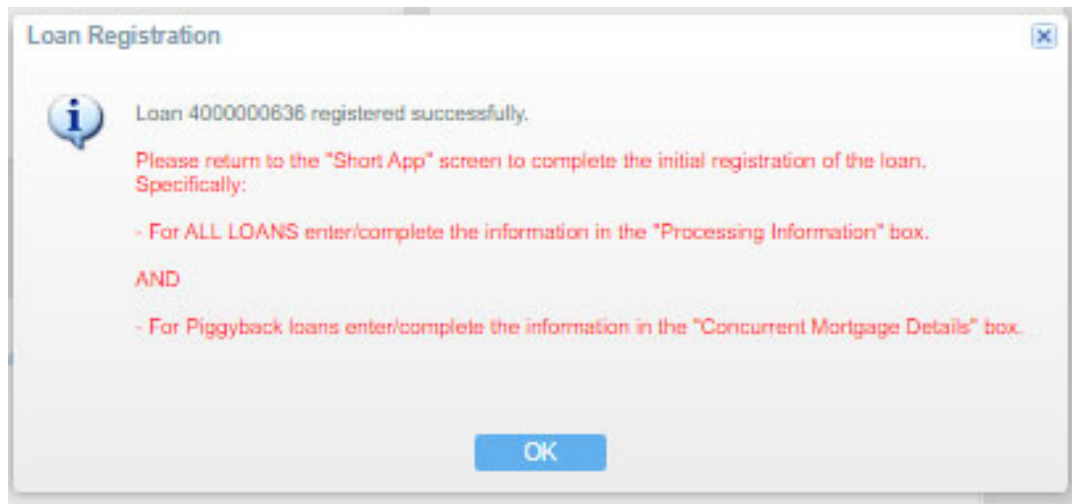 Loan Registration
Loan 4000000636 registered successfully.
Please return to the "Short App" screen to complete the initial registration of the loan.
Specifically:
- For ALL LOANS enter/complete the information in the "Processing Information" box.
AND
- For Piggyback loans enter/complete the information in the "Concurrent Mortgage Details" box.
OK